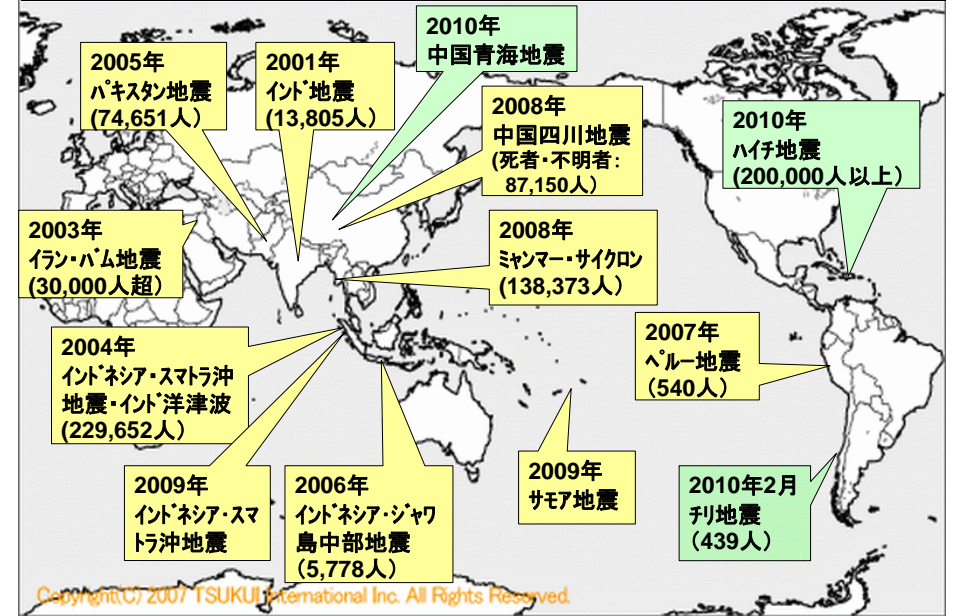 2010年
中国青海地震
2005年
ﾊﾟｷｽﾀﾝ地震
(74,651人)
2001年
ｲﾝﾄﾞ地震
(13,805人)
2008年
中国四川地震
(死者・不明者:
87,150人)
2010年
ﾊｲﾁ地震
(200,000人以上)
2003年
ｲﾗﾝ・ﾊﾞﾑ地震
(30,000人超)
2008年
ﾐｬﾝﾏｰ・ｻｲｸﾛﾝ
(138,373人)
2004年
ｲﾝﾄﾞﾈｼｱ・ｽﾏﾄﾗ沖
地震・ｲﾝﾄﾞ洋津波
(229,652人)
2007年
ﾍﾟﾙｰ地震
(540人)
2009年
ｲﾝﾄﾞﾈｼｱ・ｽﾏ
ﾄﾗ沖地震
2006年
ｲﾝﾄﾞﾈｼｱ・ｼﾞｬﾜ
島中部地震
(5,778人)
2009年
ｻﾓｱ地震
2010年2月
ﾁﾘ地震
(439人)
Copyright(C) 2007 TSUKUI International Inc. All Rights Reserved.